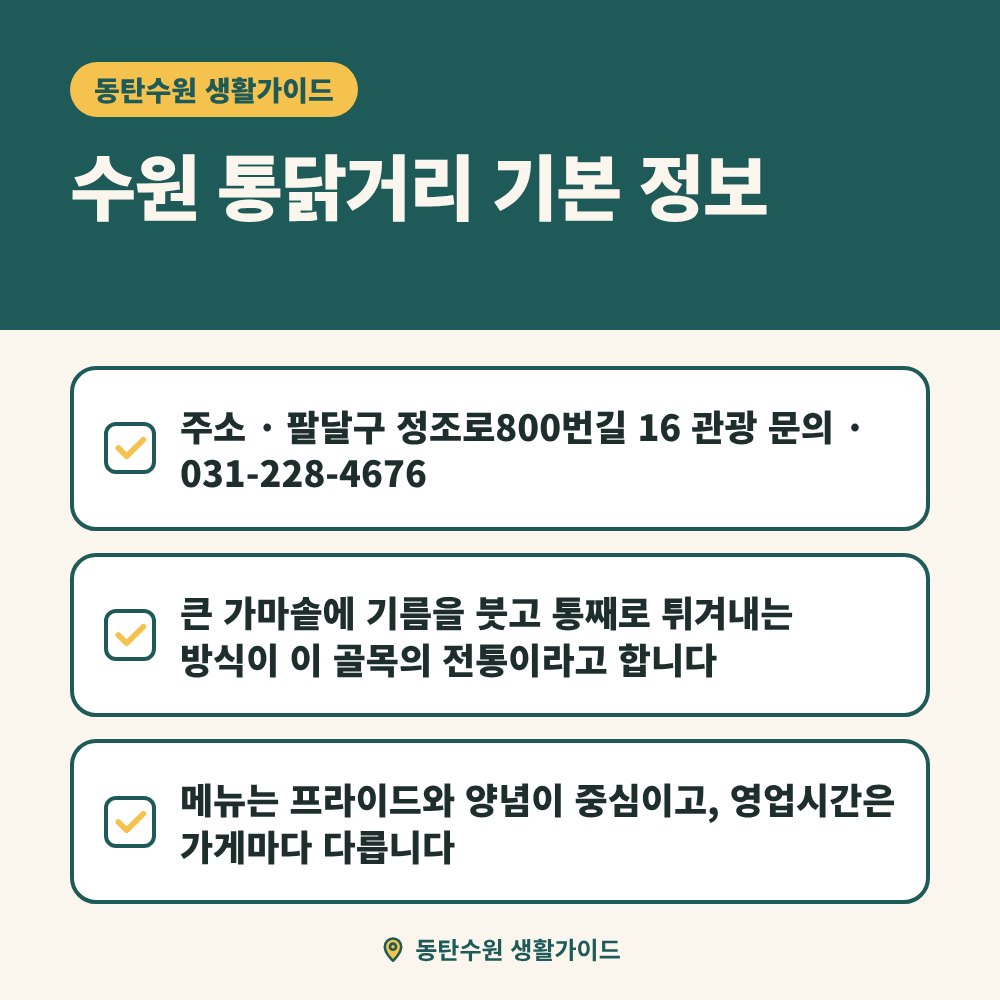 동탄수원 생활가이드
수원 통닭거리 기본 정보
주소 · 팔달구 정조로800번길 16 관광 문의 ·
031-228-4676
큰 가마솥에 기름을 붓고 통째로 튀겨내는
방식이 이 골목의 전통이라고 합니다
메뉴는 프라이드와 양념이 중심이고, 영업시간은
가게마다 다릅니다
동탄수원 생활가이드